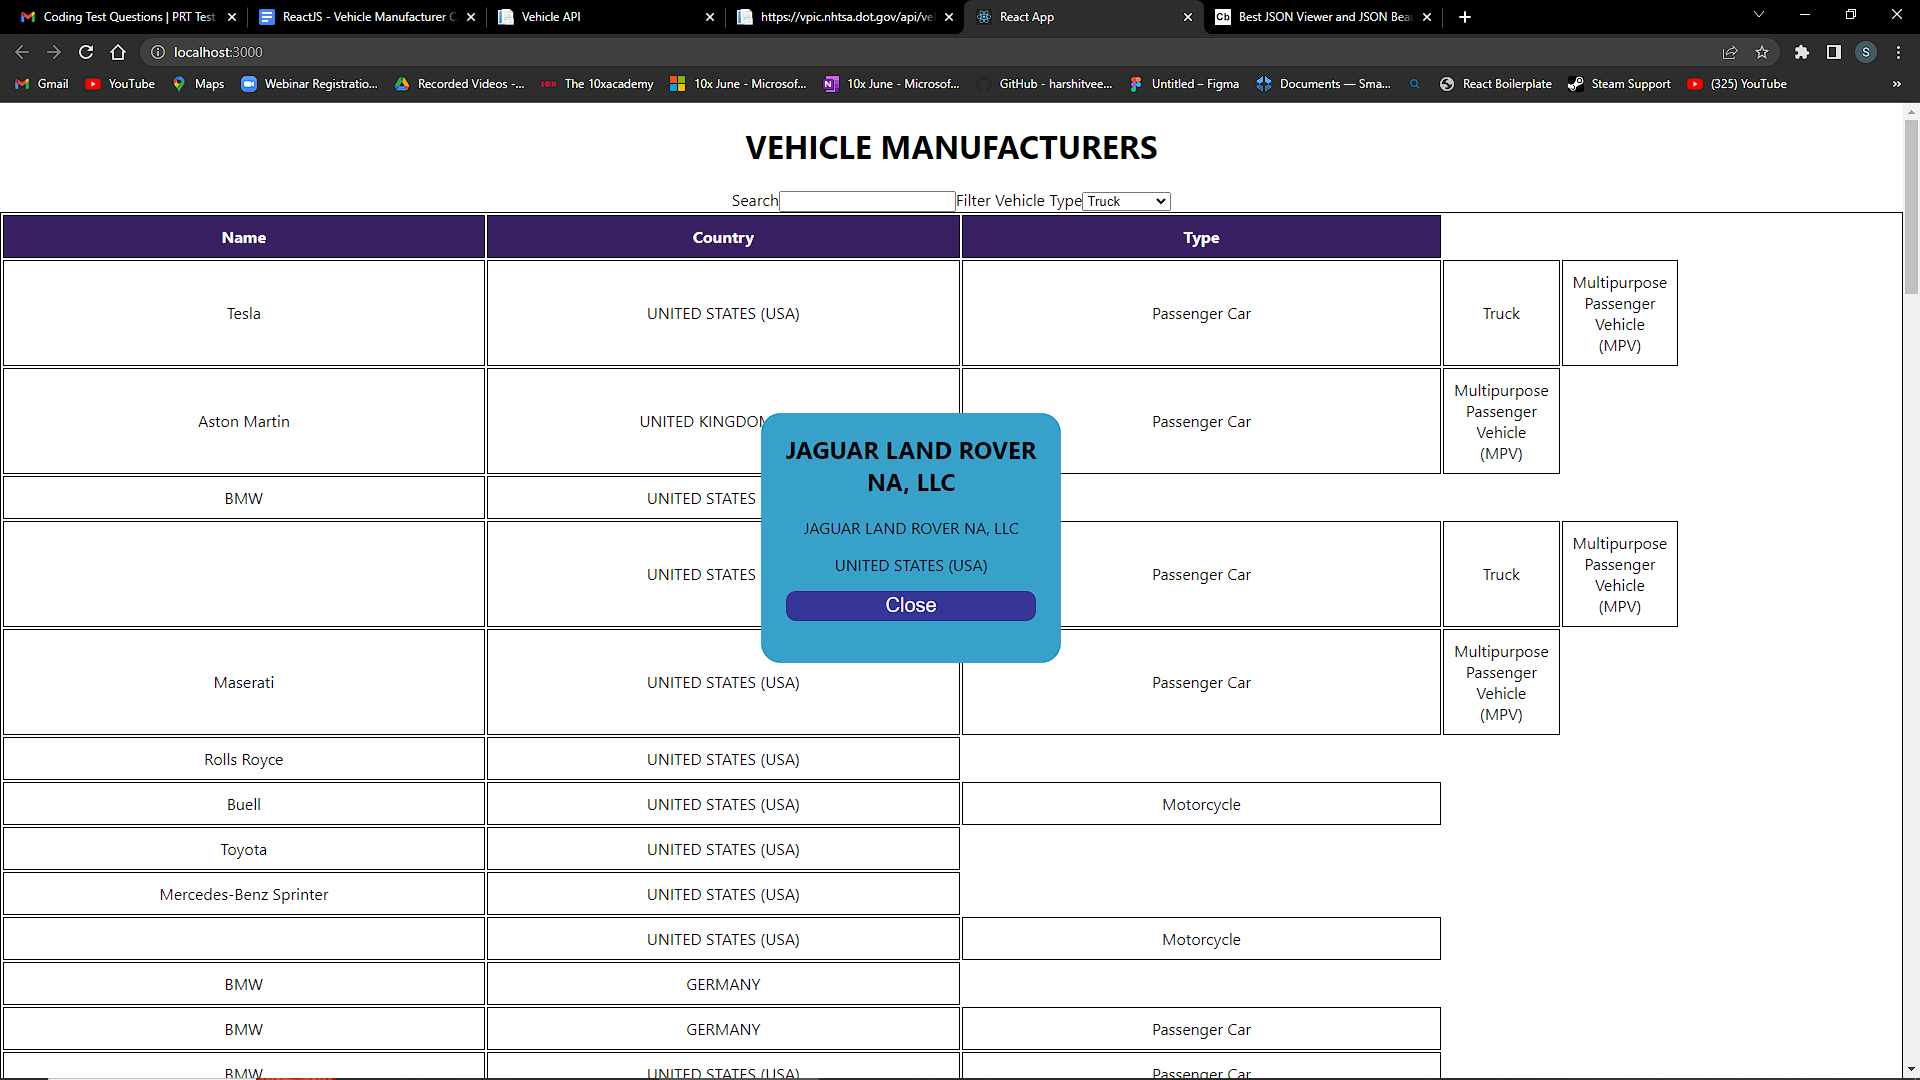 Coding Test Questions | PRT Test
ReactJS - Vehicle Manufacturer C
Vehicle API
https://vpic.nhtsa.dot.gov/api/ve
React App
Best JSON Viewer and JSON Beau
localhost:3000
S
Gmail
YouTube
Maps
Webinar Registratio...
Recorded Videos -...
The 10xacademy
10x June - Microsof...
10x June - Microsof...
GitHub - harshitvee...
Untitled – Figma
Documents — Sma...
React Boilerplate
Steam Support
(325) YouTube
»
VEHICLE MANUFACTURERS
Search Filter Vehicle Type Truck
Name Country Type
Tesla UNITED STATES (USA) Passenger Car Truck Multipurpose
Passenger
Vehicle
(MPV)
Aston Martin UNITED KINGDOM Passenger Car Multipurpose
Passenger
Vehicle
(MPV)
JAGUAR LAND ROVER
NA, LLC
JAGUAR LAND ROVER NA, LLC
UNITED STATES (USA)
Close
BMW UNITED STATES
UNITED STATES Passenger Car Truck Multipurpose
Passenger
Vehicle
(MPV)
Maserati UNITED STATES (USA) Passenger Car Multipurpose
Passenger
Vehicle
(MPV)
Rolls Royce UNITED STATES (USA)
Buell UNITED STATES (USA) Motorcycle
Toyota UNITED STATES (USA)
Mercedes-Benz Sprinter UNITED STATES (USA)
UNITED STATES (USA) Motorcycle
BMW GERMANY
BMW GERMANY Passenger Car
BMW UNITED STATES (USA) Passenger Car